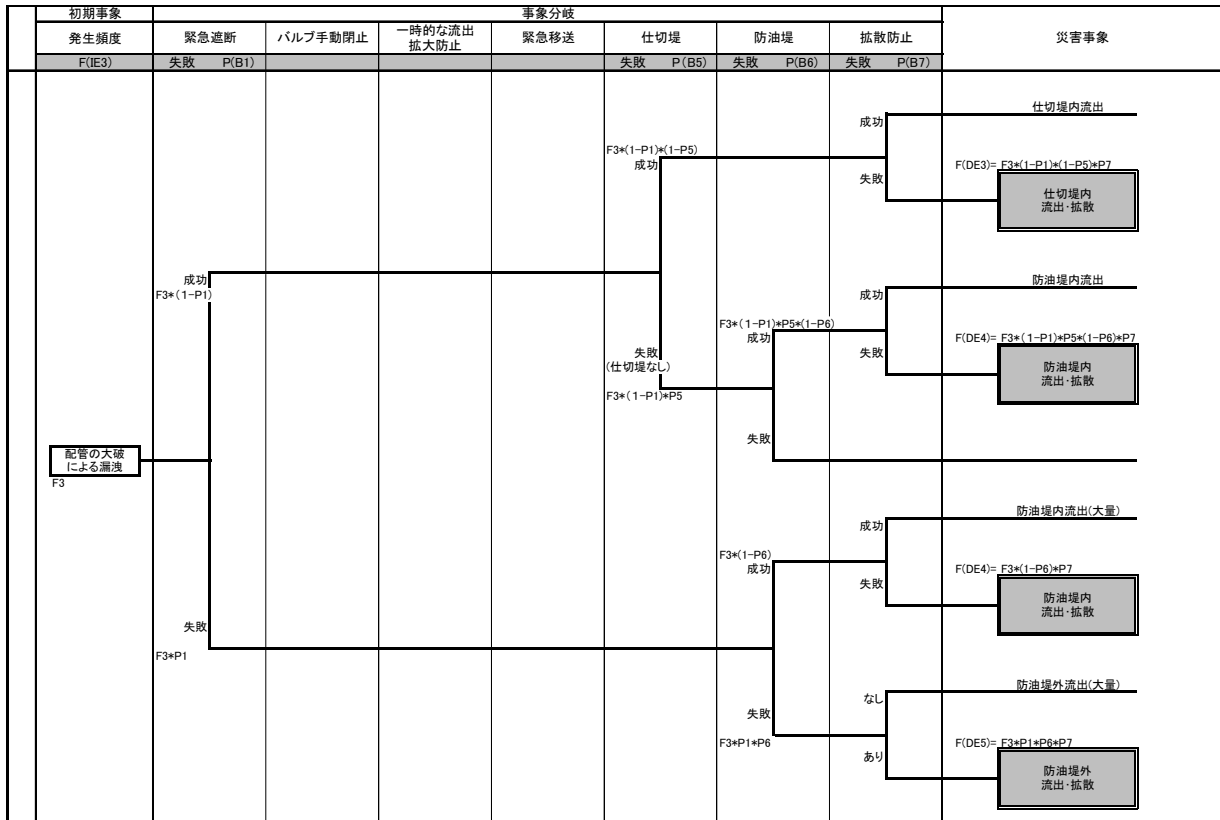 初期事象
事象分岐
災害事象
発生頻度
緊急遮断
バルブ手動閉止
一時的な流出
拡大防止
緊急移送
仕切堤
防油堤
拡散防止
F(IE3)
失敗 P(B1)
失敗 P(B5)
失敗 P(B6)
失敗 P(B7)
仕切堤内流出
成功
F3*(1-P1)*(1-P5)
成功
F(DE3)= F3*(1-P1)*(1-P5)*P7
失敗
仕切堤内
流出・拡散
成功
F3*(1-P1)
防油堤内流出
成功
F3*(1-P1)*P5*(1-P6)
成功
F(DE4)= F3*(1-P1)*P5*(1-P6)*P7
失敗
(仕切堤なし)
失敗
防油堤内
流出・拡散
F3*(1-P1)*P5
失敗
配管の大破
による漏洩
F3
防油堤内流出(大量)
成功
F3*(1-P6)
成功
F(DE4)= F3*(1-P6)*P7
失敗
防油堤内
流出・拡散
失敗
F3*P1
防油堤外流出(大量)
なし
失敗
F3*P1*P6
F(DE5)= F3*P1*P6*P7
あり
防油堤外
流出・拡散